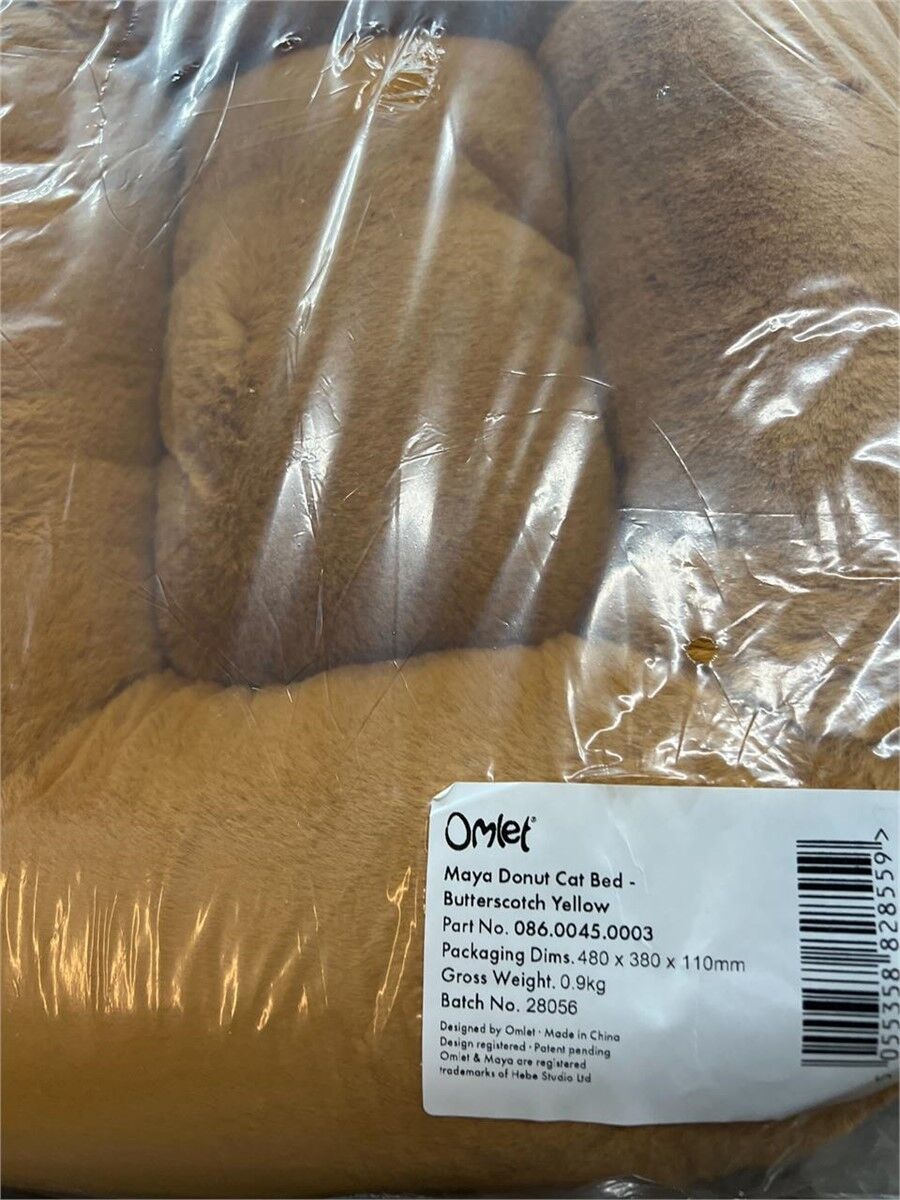 Omlet®
Maya Donut Cat Bed -
Butterscotch Yellow
Part No. 086.0045.0003
Packaging Dims. 480 x 380 x 110mm
Gross Weight. 0.9kg
Batch No. 28056
Designed by Omlet · Made in China
Design registered · Patent pending
Omlet & Maya are registered
trademarks of Hebe Studio Ltd
5 055358 828559 >